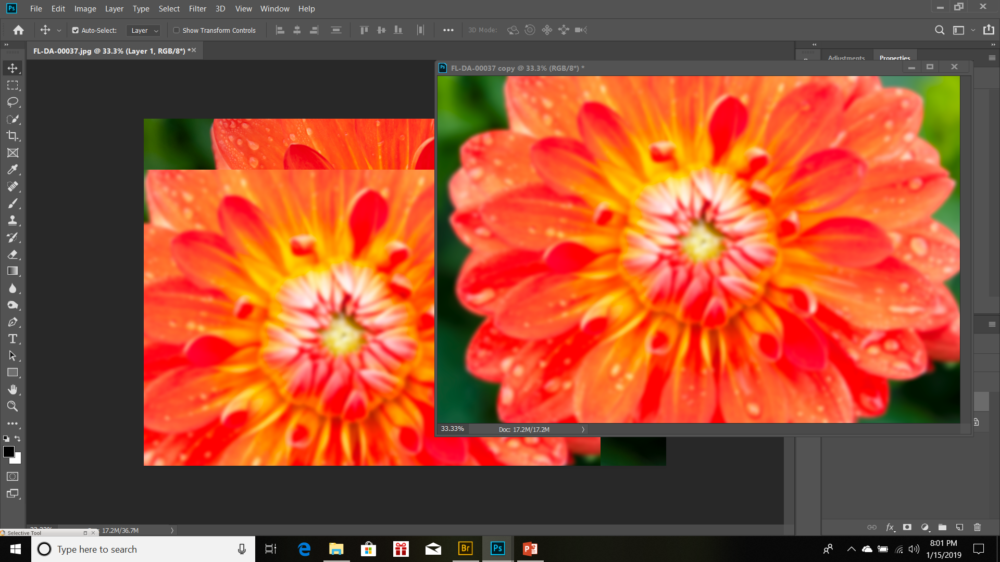 Ps File Edit Image Layer Type Select Filter 3D View Window Help
Auto-Select: Layer Show Transform Controls 3D Mode:
FL-DA-00037.jpg @ 33.3% (Layer 1, RGB/8*) *
Adjustments Properties
Ps FL-DA-00037 copy @ 33.3% (RGB/8*) *
T
33.33% Doc: 17.2M/17.2M
fx
17.2M/36.7M
Selective Tool
Type here to search
Br Ps P
8:01 PM
1/15/2019